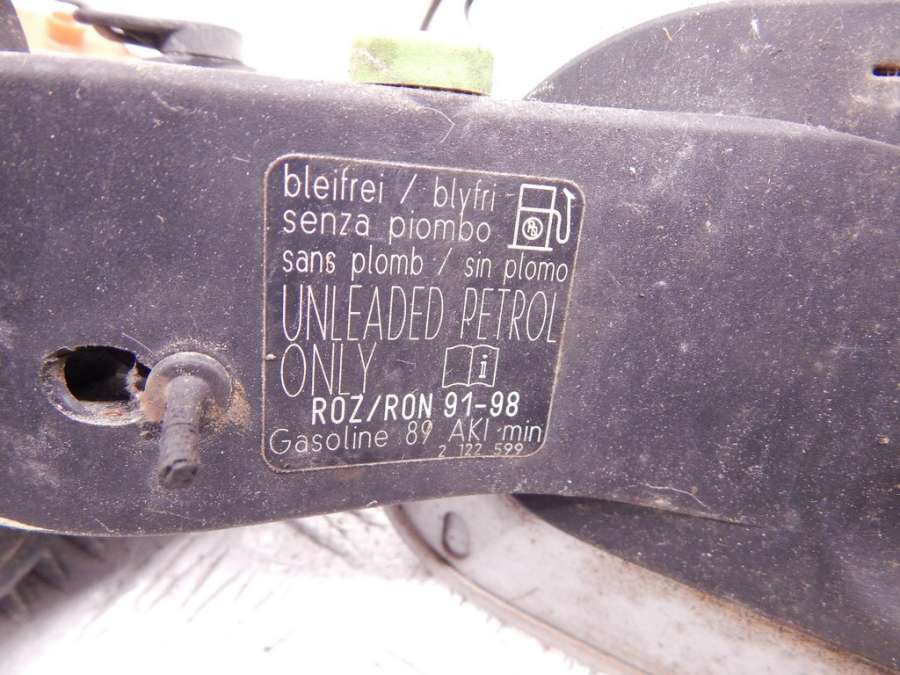 bleifrei / blyfri
senza piombo
sans plomb / sin plomo
UNLEADED PETROL
ONLY
ROZ/RON 91-98
Gasoline 89 AKI min
2 122 599